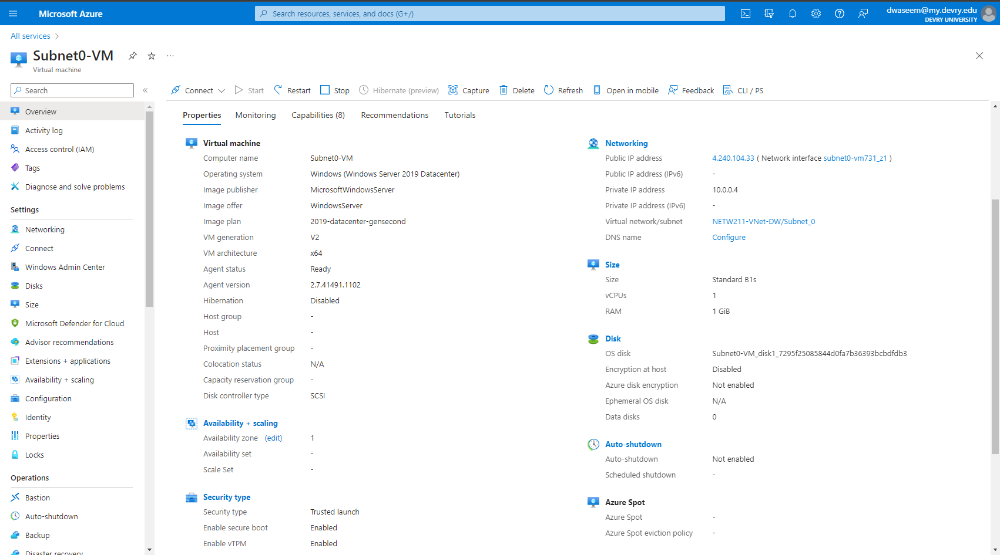 Microsoft Azure
Search resources, services, and docs (G+/)
dwaseem@my.devry.edu
DEVRY UNIVERSITY
All services
Subnet0-VM
Virtual machine
Search
Overview
Activity log
Access control (IAM)
Tags
Diagnose and solve problems
Settings
Networking
Connect
Windows Admin Center
Disks
Size
Microsoft Defender for Cloud
Advisor recommendations
Extensions + applications
Availability + scaling
Configuration
Identity
Properties
Locks
Operations
Bastion
Auto-shutdown
Backup
Disaster recovery
Connect Start Restart Stop Hibernate (preview) Capture Delete Refresh Open in mobile Feedback CLI / PS
Properties Monitoring Capabilities (8) Recommendations Tutorials
Virtual machine
Computer name Subnet0-VM
Operating system Windows (Windows Server 2019 Datacenter)
Image publisher MicrosoftWindowsServer
Image offer WindowsServer
Image plan 2019-datacenter-gensecond
VM generation V2
VM architecture x64
Agent status Ready
Agent version 2.7.41491.1102
Hibernation Disabled
Host group -
Host -
Proximity placement group -
Colocation status N/A
Capacity reservation group -
Disk controller type SCSI
Availability + scaling
Availability zone (edit) 1
Availability set -
Scale Set -
Security type
Security type Trusted launch
Enable secure boot Enabled
Enable vTPM Enabled
Networking
Public IP address 4.240.104.33 ( Network interface subnet0-vm731_z1 )
Public IP address (IPv6) -
Private IP address 10.0.0.4
Private IP address (IPv6) -
Virtual network/subnet NETW211-VNet-DW/Subnet_0
DNS name Configure
Size
Size Standard B1s
vCPUs 1
RAM 1 GiB
Disk
OS disk Subnet0-VM_disk1_7295f25085844d0fa7b36393bcbdfdb3
Encryption at host Disabled
Azure disk encryption Not enabled
Ephemeral OS disk N/A
Data disks 0
Auto-shutdown
Auto-shutdown Not enabled
Scheduled shutdown -
Azure Spot
Azure Spot -
Azure Spot eviction policy -